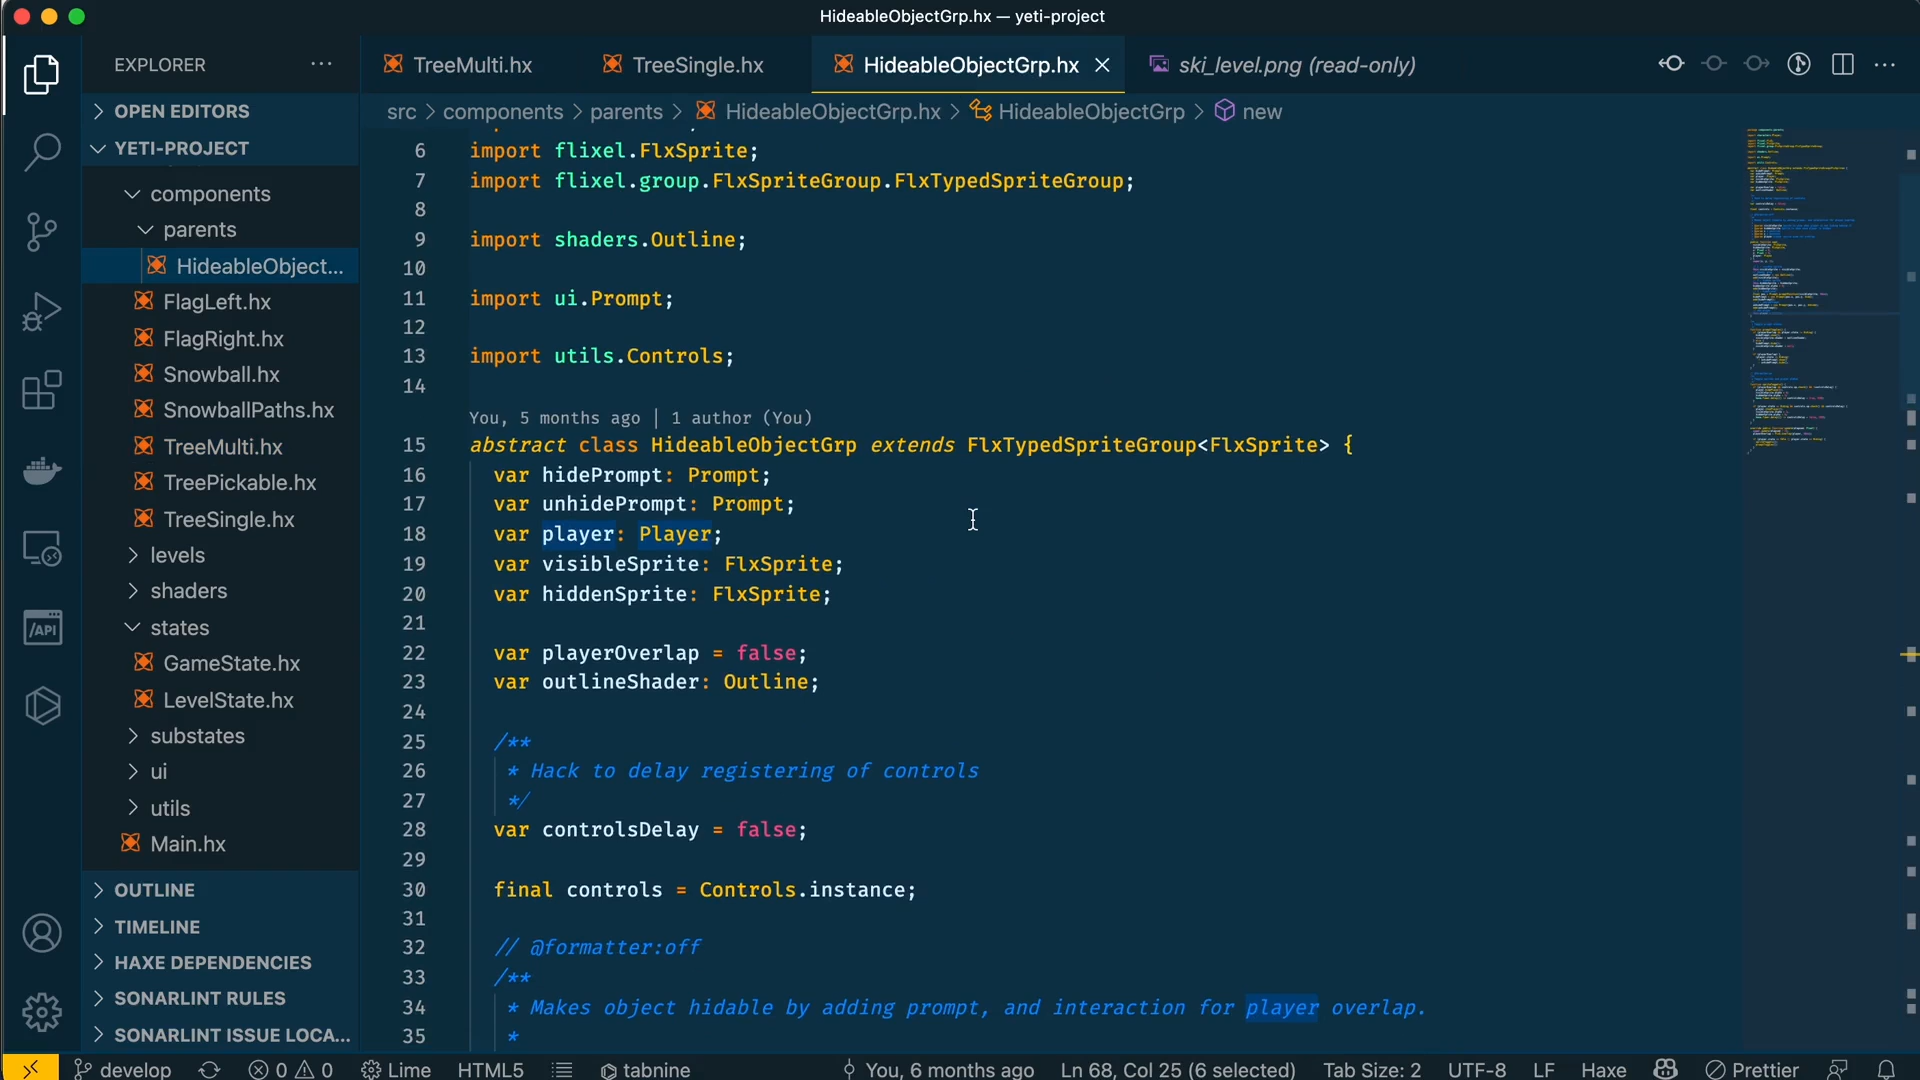 HideableObjectGrp.hx — yeti-project
EXPLORER
TreeMulti.hx
TreeSingle.hx
HideableObjectGrp.hx
ski_level.png (read-only)
OPEN EDITORS
YETI-PROJECT
components
parents
HideableObject...
FlagLeft.hx
FlagRight.hx
Snowball.hx
SnowballPaths.hx
TreeMulti.hx
TreePickable.hx
TreeSingle.hx
levels
shaders
states
GameState.hx
LevelState.hx
substates
ui
utils
Main.hx
OUTLINE
TIMELINE
HAXE DEPENDENCIES
SONARLINT RULES
SONARLINT ISSUE LOCA...
/API
src > components > parents > HideableObjectGrp.hx > HideableObjectGrp > new
6 import flixel.FlxSprite;
7 import flixel.group.FlxSpriteGroup.FlxTypedSpriteGroup;
8
9 import shaders.Outline;
10
11 import ui.Prompt;
12
13 import utils.Controls;
14
You, 5 months ago | 1 author (You)
15 abstract class HideableObjectGrp extends FlxTypedSpriteGroup<FlxSprite> {
16 var hidePrompt: Prompt;
17 var unhidePrompt: Prompt;
18 var player: Player;
19 var visibleSprite: FlxSprite;
20 var hiddenSprite: FlxSprite;
21
22 var playerOverlap = false;
23 var outlineShader: Outline;
24
25 /**
26 * Hack to delay registering of controls
27 */
28 var controlsDelay = false;
29
30 final controls = Controls.instance;
31
32 // @formatter:off
33 /**
34 * Makes object hidable by adding prompt, and interaction for player overlap.
35 *
develop 0 0 Lime HTML5 tabnine You, 6 months ago Ln 68, Col 25 (6 selected) Tab Size: 2 UTF-8 LF Haxe Prettier